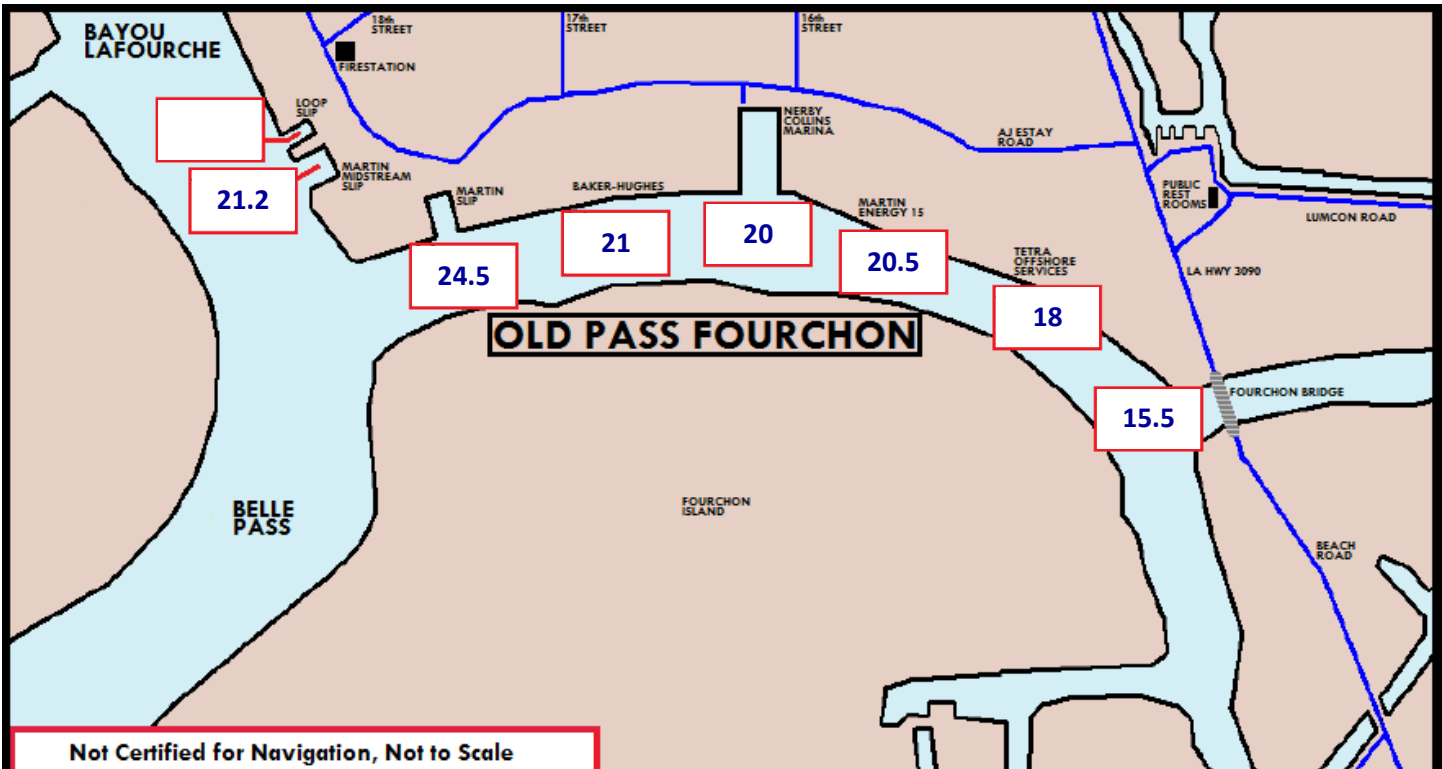 BAYOU
LAFOURCHE
18th
STREET
17th
STREET
16th
STREET
FIRESTATION
LOOP
SLIP
NERBY
COLLINS
MARINA
AJ ESTAY
ROAD
MARTIN
MIDSTREAM
SLIP
21.2
MARTIN
SLIP
BAKER-HUGHES
MARTIN
ENERGY 15
PUBLIC
REST
ROOMS
LUMCON ROAD
24.5
21
20
20.5
TETRA
OFFSHORE
SERVICES
18
LA HWY 3090
OLD PASS FOURCHON
15.5
FOURCHON BRIDGE
BELLE
PASS
FOURCHON
ISLAND
BEACH
ROAD
Not Certified for Navigation, Not to Scale